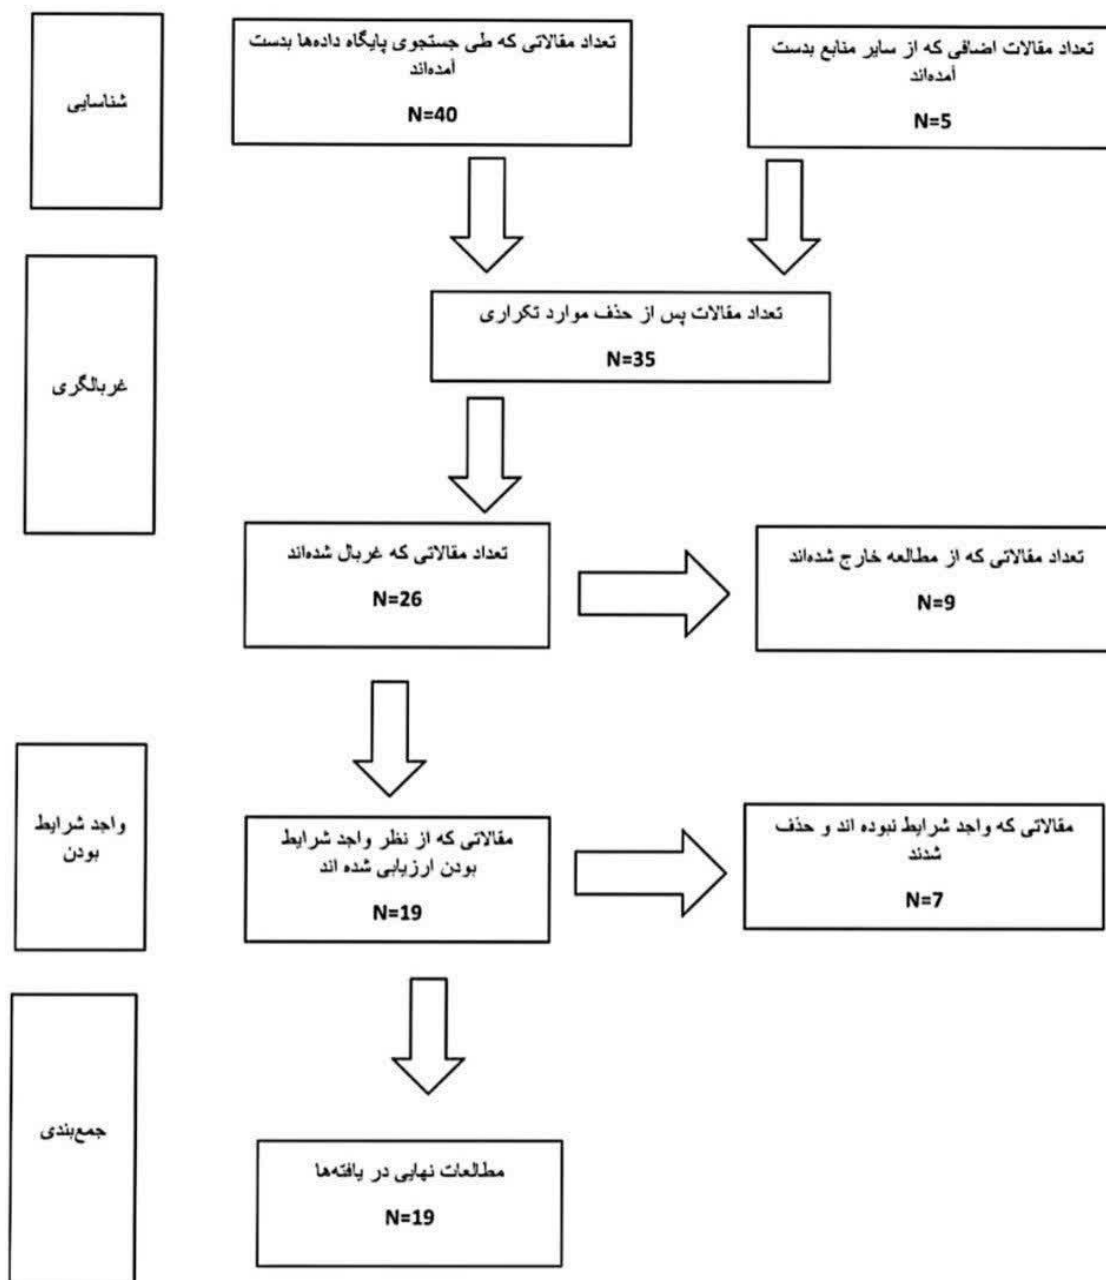 شناسایی
تعداد مقالاتی که طی جستجوی پایگاه داده‌ها بدست
آمده‌اند
N=40
تعداد مقالات اضافی که از سایر منابع بدست
آمده‌اند
N=5
غربالگری
تعداد مقالات پس از حذف موارد تکراری
N=35
تعداد مقالاتی که غربال شده‌اند
N=26
تعداد مقالاتی که از مطالعه خارج شده‌اند
N=9
واجد شرایط
بودن
مقالاتی که از نظر واجد شرایط
بودن ارزیابی شده اند
N=19
مقالاتی که واجد شرایط نبوده اند و حذف
شدند
N=7
جمع‌بندی
مطالعات نهایی در یافته‌ها
N=19